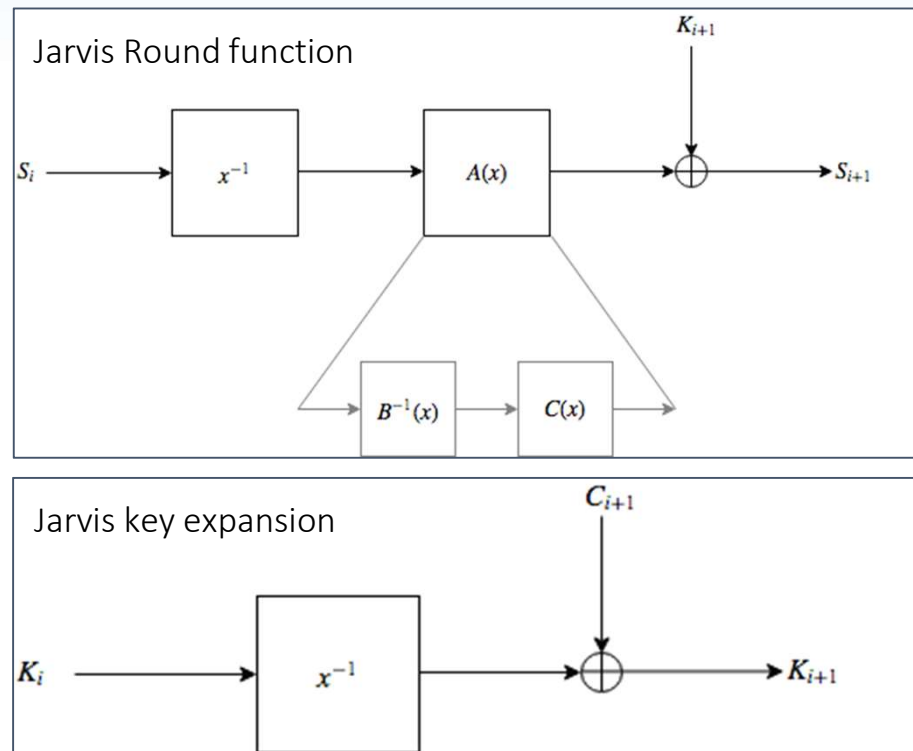 K_{i+1}
Jarvis Round function
S_i
x^{-1}
A(x)
S_{i+1}
B^{-1}(x)
C(x)
C_{i+1}
Jarvis key expansion
K_i
x^{-1}
K_{i+1}